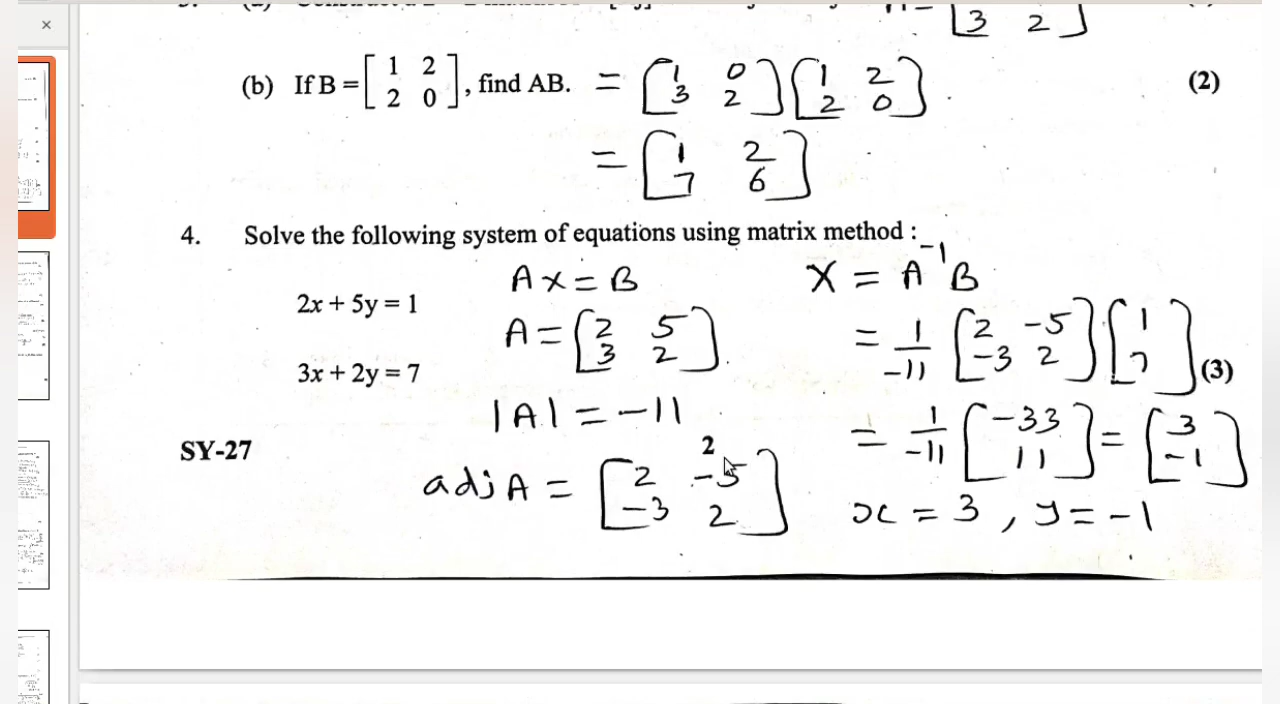 3 2
(b) If B = [1 2 2 0], find AB. = [1 0 3 2] [1 2 2 0] (2)
= [1 2 7 6]
4. Solve the following system of equations using matrix method :
AX = B
2x + 5y = 1
A = [2 5 3 2]
3x + 2y = 7
|A| = -11
SY-27
2
adj A = [2 -5 -3 2]
X = A⁻¹B
= 1/-11 [2 -5 -3 2] [1 7] (3)
= 1/-11 [-33 11] = [3 -1]
x = 3, y = -1